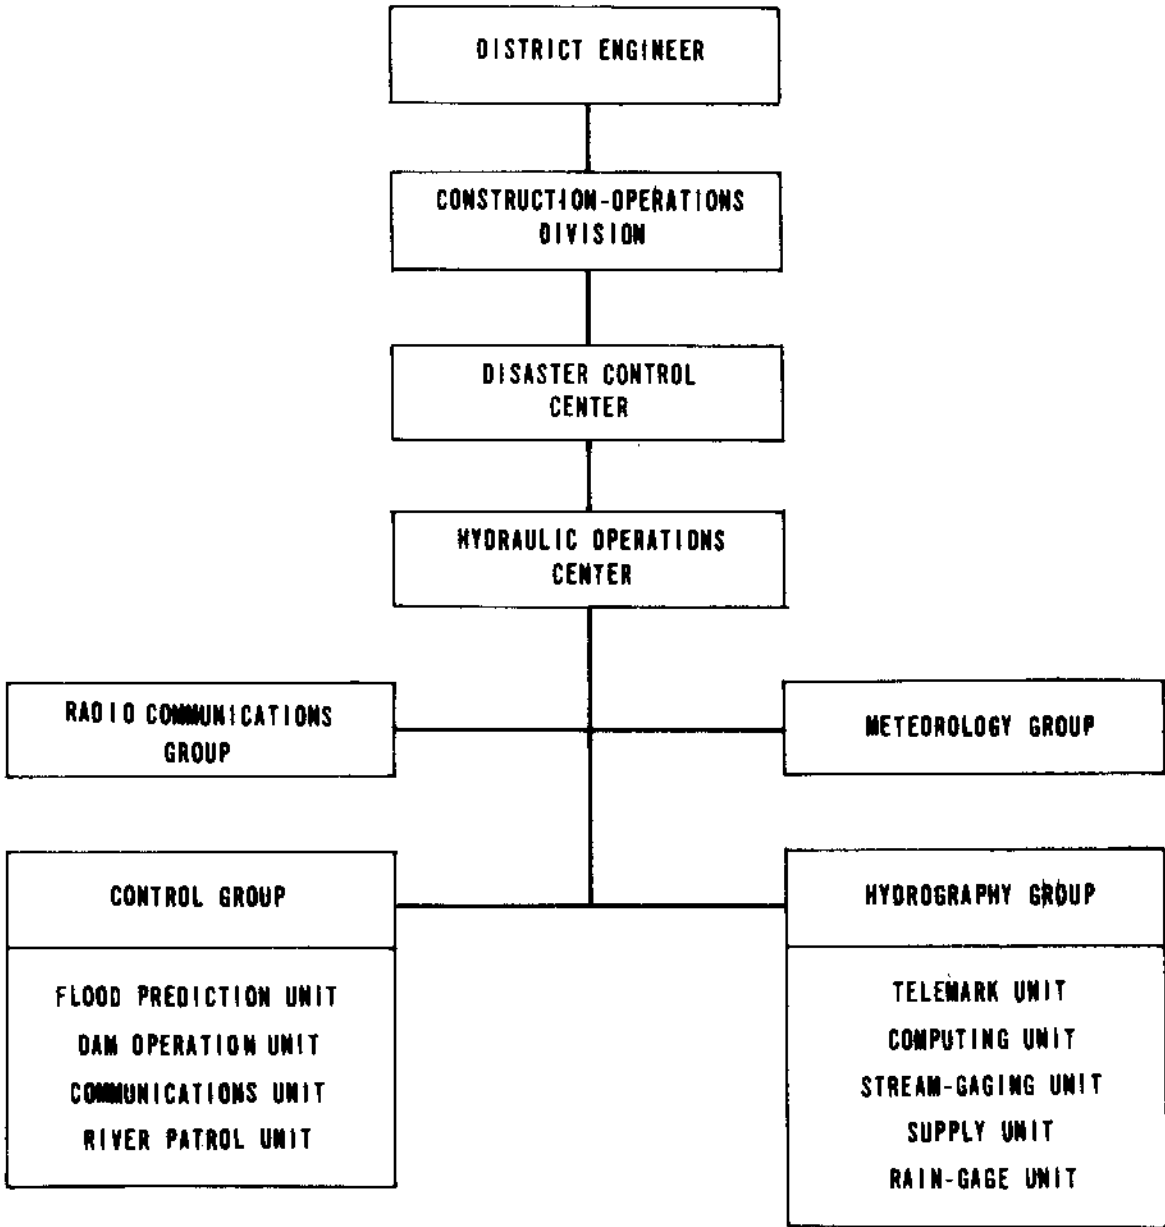 DISTRICT ENGINEER
CONSTRUCTION-OPERATIONS
DIVISION
DISASTER CONTROL
CENTER
HYDRAULIC OPERATIONS
CENTER
RADIO COMMUNICATIONS
GROUP
METEOROLOGY GROUP
CONTROL GROUP
FLOOD PREDICTION UNIT
DAM OPERATION UNIT
COMMUNICATIONS UNIT
RIVER PATROL UNIT
HYDROGRAPHY GROUP
TELEMARK UNIT
COMPUTING UNIT
STREAM-GAGING UNIT
SUPPLY UNIT
RAIN-GAGE UNIT